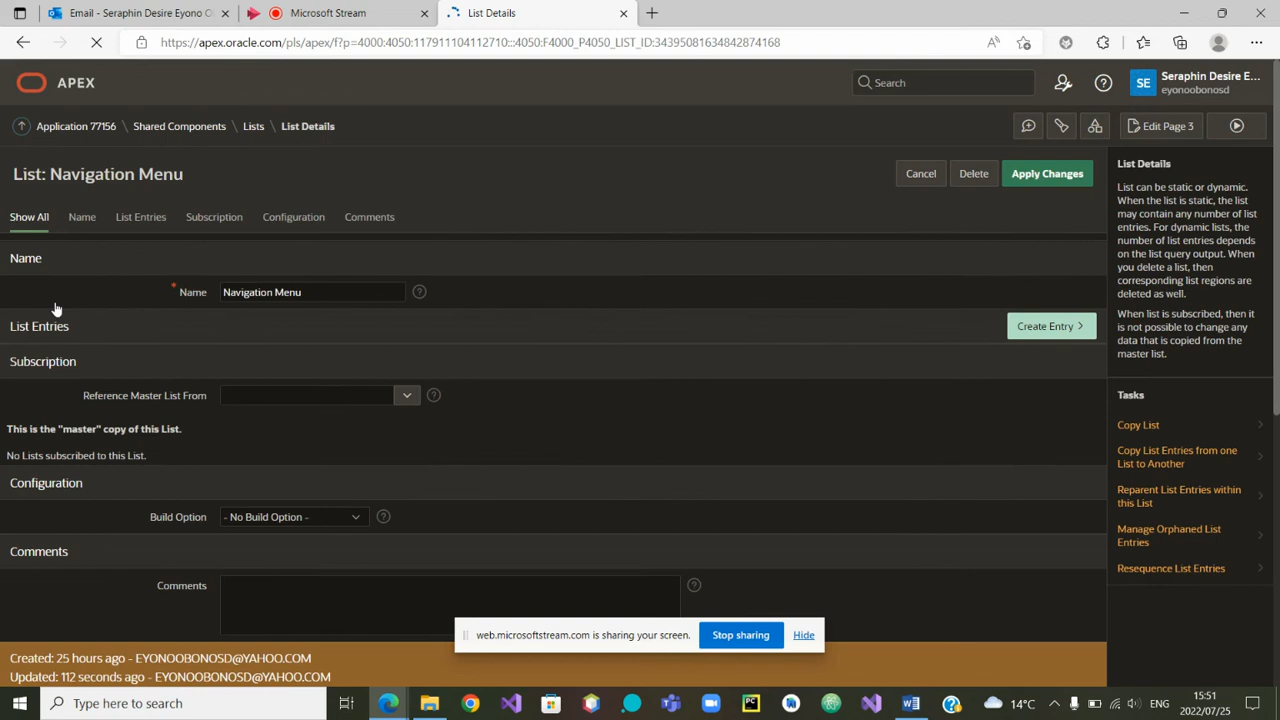 Email - Seraphin Desire Eyono O
Microsoft Stream
List Details
https://apex.oracle.com/pls/apex/f?p=4000:4050:117911104112710:::4050:F4000_P4050_LIST_ID:34395081634842874168
APEX
Search
SE
Seraphin Desire E...
eyonoobonosd
Application 77156 \ Shared Components \ Lists \ List Details
Edit Page 3
List: Navigation Menu
Cancel
Delete
Apply Changes
Show All
Name
List Entries
Subscription
Configuration
Comments
Name
* Name
Navigation Menu
List Entries
Create Entry
Subscription
Reference Master List From
This is the "master" copy of this List.
No Lists subscribed to this List.
Configuration
Build Option
- No Build Option -
Comments
Comments
Created: 25 hours ago - EYONOOBONOSD@YAHOO.COM
Updated: 112 seconds ago - EYONOOBONOSD@YAHOO.COM
List Details
List can be static or dynamic.
When the list is static, the list
may contain any number of list
entries. For dynamic lists, the
number of list entries depends
on the list query output. When
you delete a list, then
corresponding list regions are
deleted as well.
When list is subscribed, then it
is not possible to change any
data that is copied from the
master list.
Tasks
Copy List
Copy List Entries from one
List to Another
Reparent List Entries within
this List
Manage Orphaned List
Entries
Resequence List Entries
web.microsoftstream.com is sharing your screen.
Stop sharing
Hide
Type here to search
14°C
ENG
15:51
2022/07/25